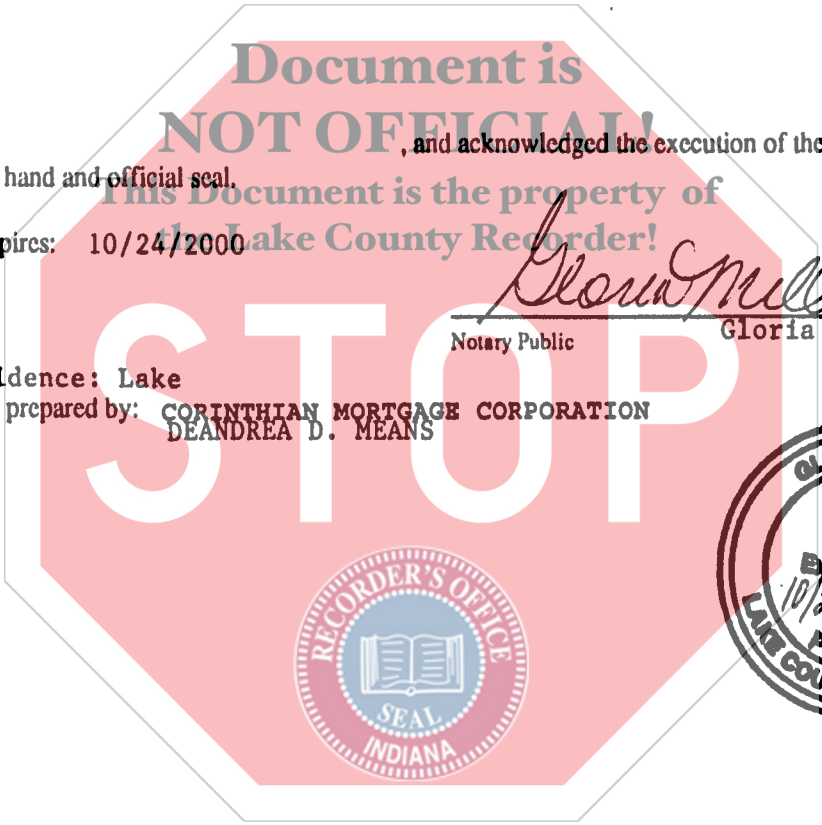 Document is
NOT OFFICIAL!
, and acknowledged the execution of the
hand and official seal.
This Document is the property of
the Lake County Recorder!
pires: 10/24/2000
Notary Public
Gloria
STOP
idence: Lake
prepared by: CORINTHIAN MORTGAGE CORPORATION
DEANDREA D. MEANS
RECORDER'S OFFICE
SEAL
INDIANA
LAKE COU